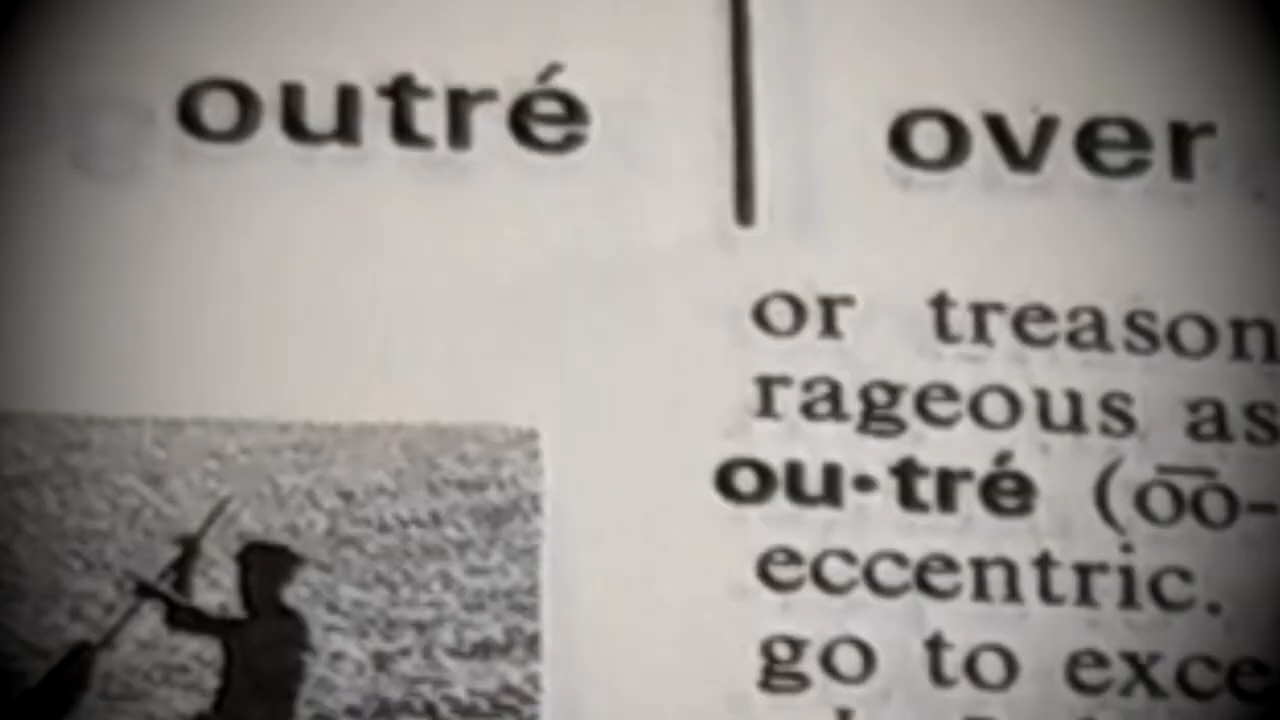 outré | over
or treason
rageous as
ou·tré (o͞o-
eccentric.
go to exce